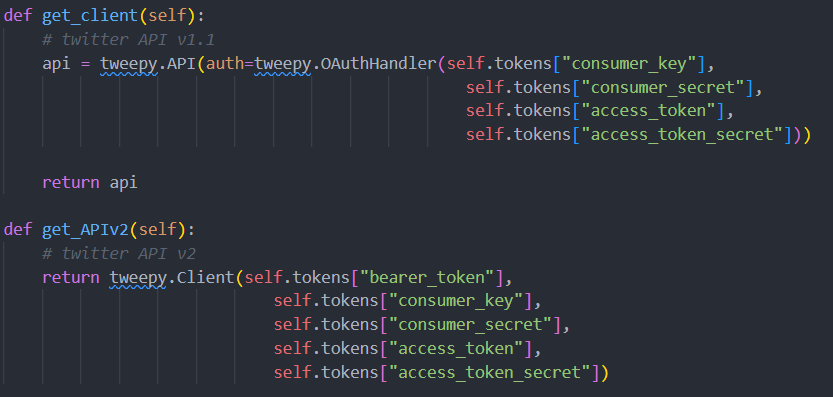 def get_client(self):
    # twitter API v1.1
    api = tweepy.API(auth=tweepy.OAuthHandler(self.tokens["consumer_key"],
                                            self.tokens["consumer_secret"],
                                            self.tokens["access_token"],
                                            self.tokens["access_token_secret"]))
    return api
def get_APIv2(self):
    # twitter API v2
    return tweepy.Client(self.tokens["bearer_token"],
                        self.tokens["consumer_key"],
                        self.tokens["consumer_secret"],
                        self.tokens["access_token"],
                        self.tokens["access_token_secret"])